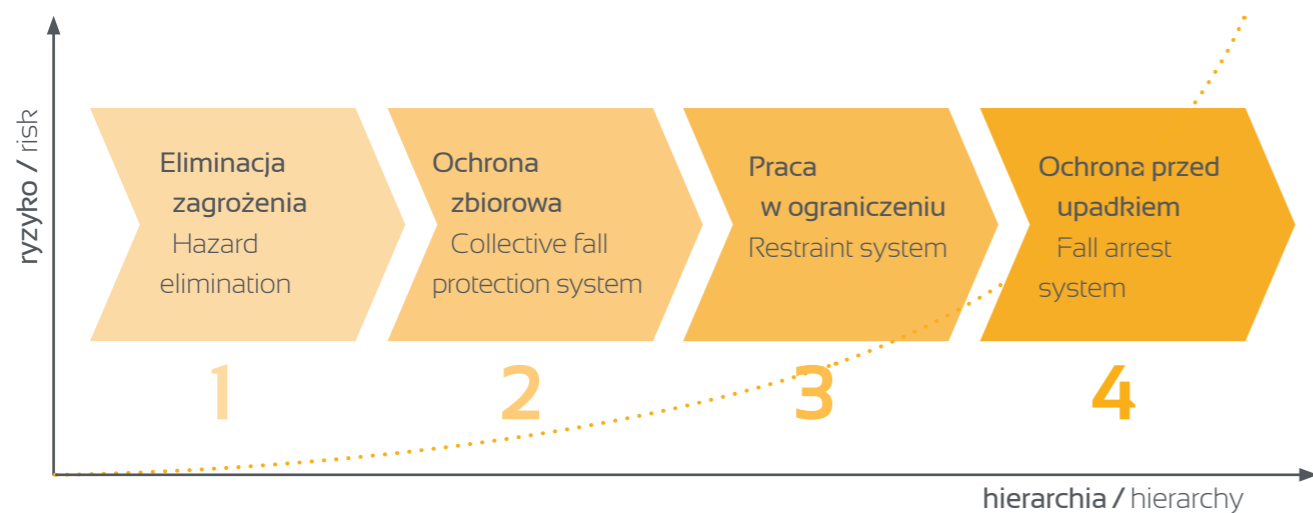 ryzyko / risk
Eliminacja
zagrożenia
Hazard
elimination
1
Ochrona
zbiorowa
Collective fall
protection system
2
Praca
w ograniczeniu
Restraint system
3
Ochrona przed
upadkiem
Fall arrest
system
4
hierarchia / hierarchy